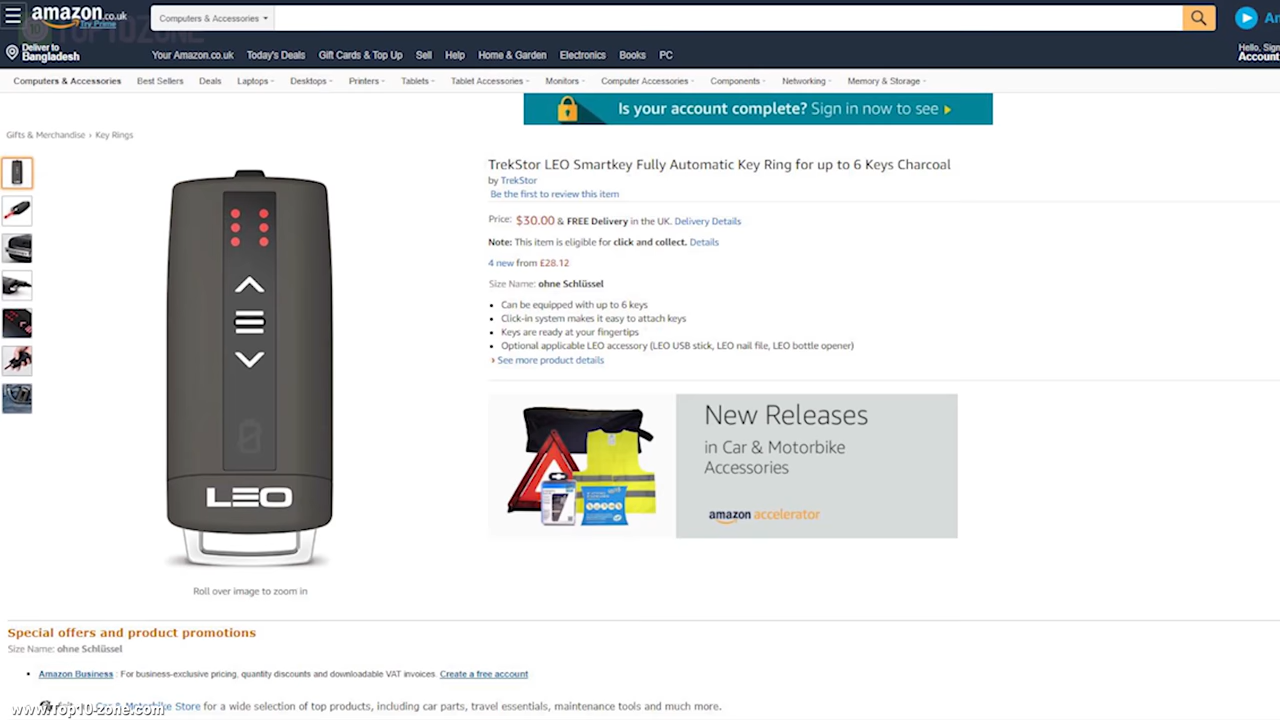 amazon.co.uk
Try Prime
TOP10ZONE
Computers & Accessories
Deliver to
Bangladesh
Your Amazon.co.uk Today's Deals Gift Cards & Top Up Sell Help Home & Garden Electronics Books PC
Hello, Sign
Account
Computers & Accessories Best Sellers Deals Laptops Desktops Printers Tablets Tablet Accessories Monitors Computer Accessories Components Networking Memory & Storage
Is your account complete? Sign in now to see
Gifts & Merchandise › Key Rings
TrekStor LEO Smartkey Fully Automatic Key Ring for up to 6 Keys Charcoal
by TrekStor
Be the first to review this item
Price: $30.00 & FREE Delivery in the UK. Delivery Details
Note: This item is eligible for click and collect. Details
4 new from £28.12
Size Name: ohne Schlüssel
• Can be equipped with up to 6 keys
• Click-in system makes it easy to attach keys
• Keys are ready at your fingertips
• Optional applicable LEO accessory (LEO USB stick, LEO nail file, LEO bottle opener)
› See more product details
New Releases
in Car & Motorbike
Accessories
amazon accelerator
LEO
Roll over image to zoom in
Special offers and product promotions
Size Name: ohne Schlüssel
• Amazon Business : For business-exclusive pricing, quantity discounts and downloadable VAT invoices. Create a free account
Car & Motorbike Store for a wide selection of top products, including car parts, travel essentials, maintenance tools and much more.
www.Top10-zone.com